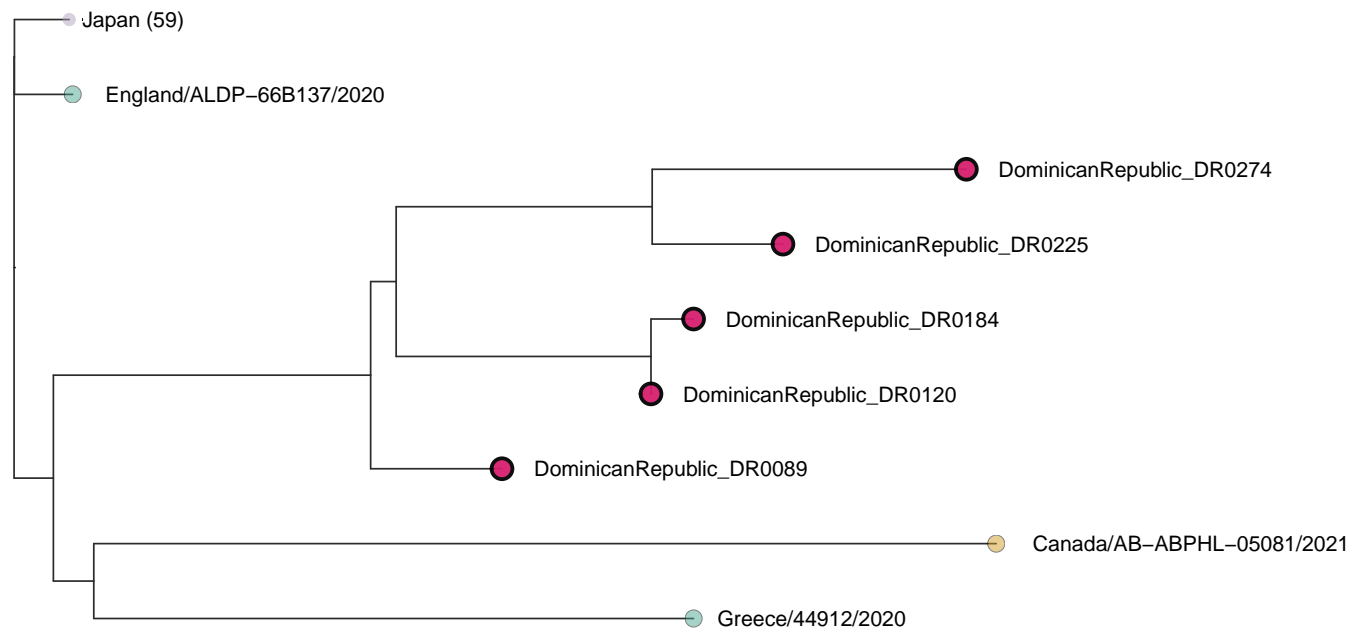 Japan (59)
England/ALDP−66B137/2020
DominicanRepublic_DR0274
DominicanRepublic_DR0225
DominicanRepublic_DR0184
DominicanRepublic_DR0120
DominicanRepublic_DR0089
Canada/AB−ABPHL−05081/2021
Greece/44912/2020